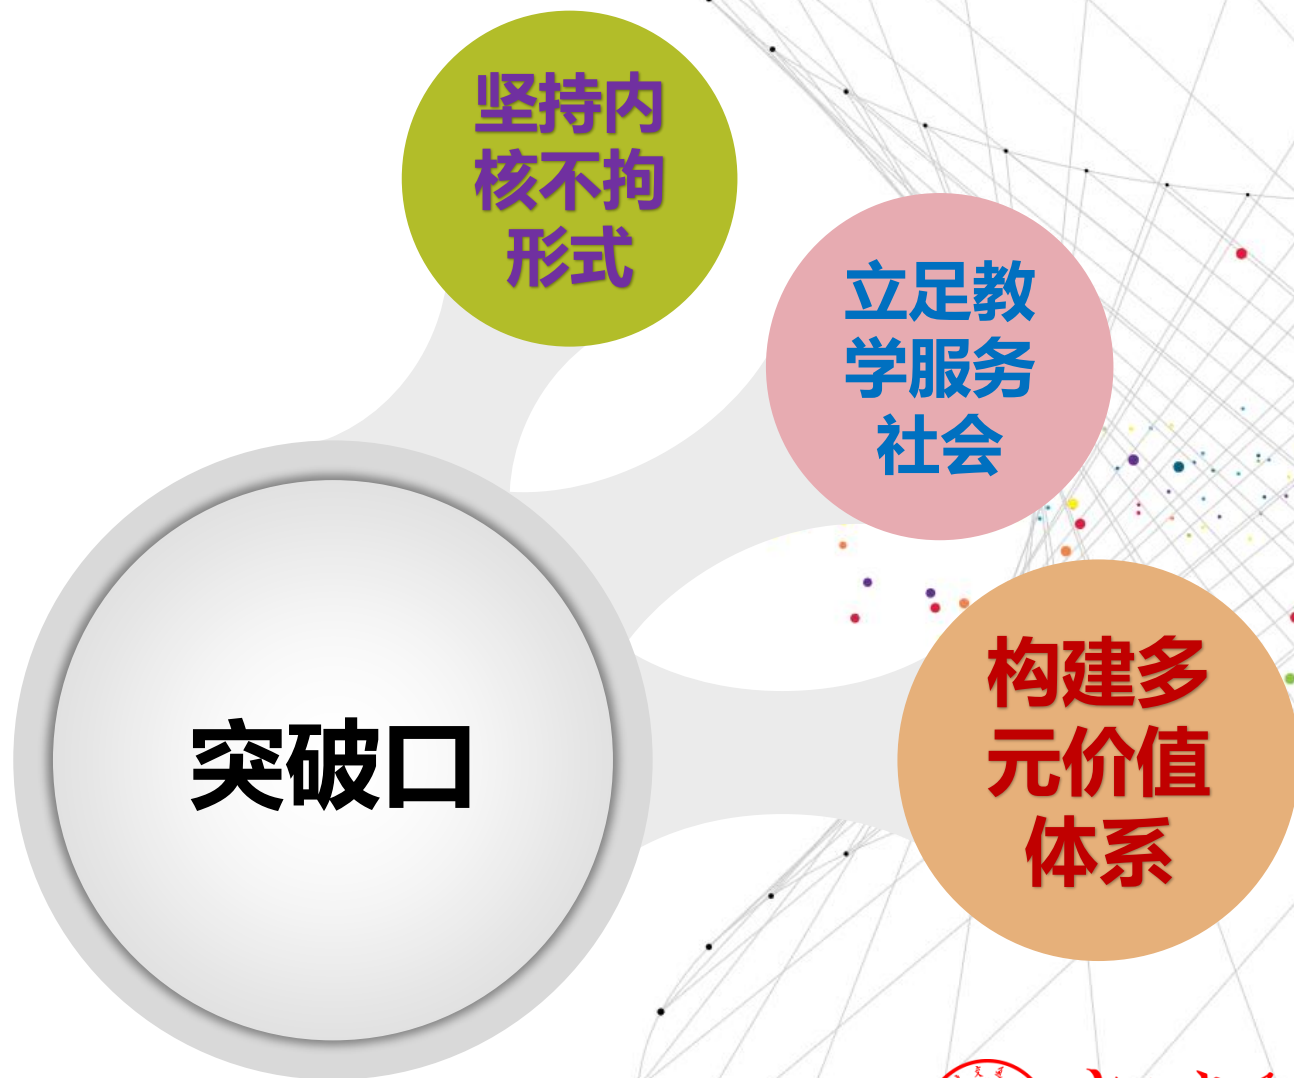 坚持内
核不拘
形式
立足教
学服务
社会
突破口
构建多
元价值
体系